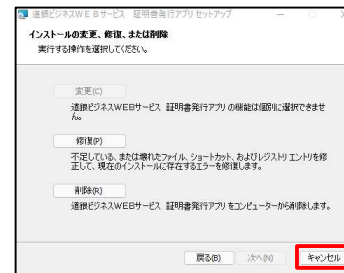 道銀ビジネスWEBサービス 証明書発行アプリ セットアップ
インストールの変更、修復、または削除
実行する操作を選択してください。
変更(C)
道銀ビジネスWEBサービス 証明書発行アプリ の機能は個別に選択できませ
ん。
修復(P)
不足している、または壊れたファイル、ショートカット、およびレジストリ エントリを修
正して、現在のインストールに存在するエラーを修復します。
削除(R)
道銀ビジネスWEBサービス 証明書発行アプリ をコンピューターから削除します。
戻る(B) 次へ(N) キャンセル